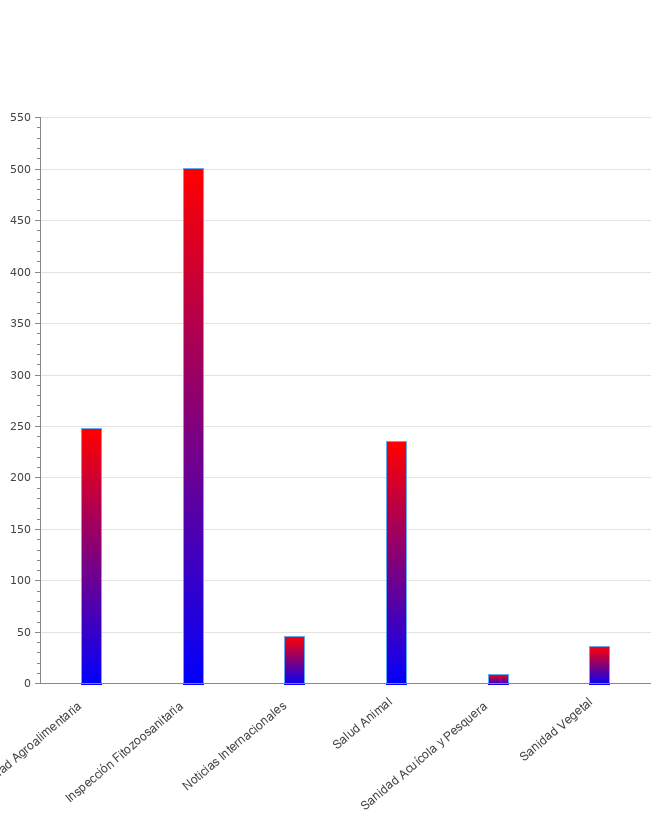 550
500
450
400
350
300
250
200
150
100
50
0
Agroalimentaria
Inspección Fitozoosanitaria
Noticias Internacionales
Salud Animal
Sanidad Acuícola y Pesquera
Sanidad Vegetal